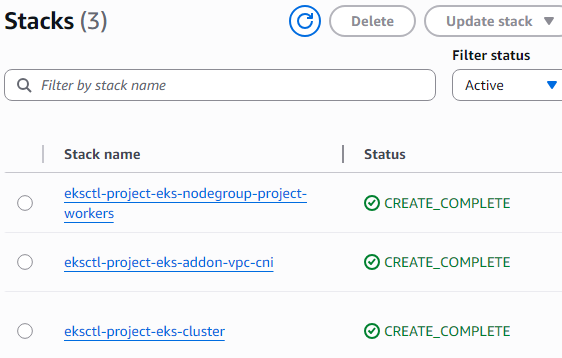 Stacks (3)
Delete
Update stack
Filter status
Filter by stack name
Active
Stack name
Status
eksctl-project-eks-nodegroup-project-
workers
CREATE_COMPLETE
eksctl-project-eks-addon-vpc-cni
CREATE_COMPLETE
eksctl-project-eks-cluster
CREATE_COMPLETE